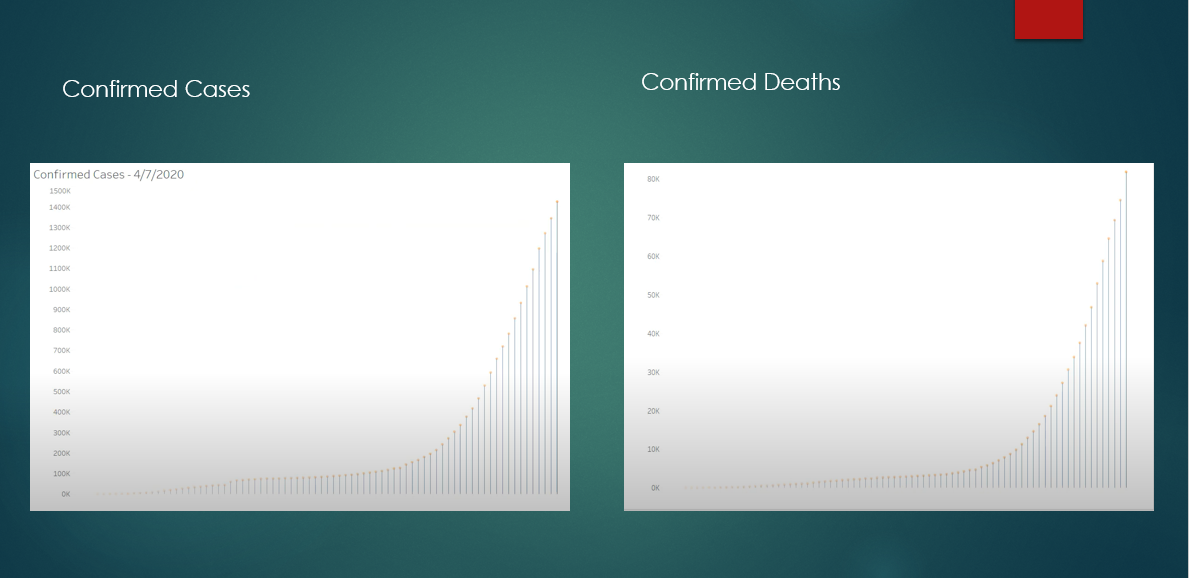 Confirmed Cases
Confirmed Deaths
Confirmed Cases - 4/7/2020
1500K
1400K
1300K
1200K
1100K
1000K
900K
800K
700K
600K
500K
400K
300K
200K
100K
0K
80K
70K
60K
50K
40K
30K
20K
10K
0K